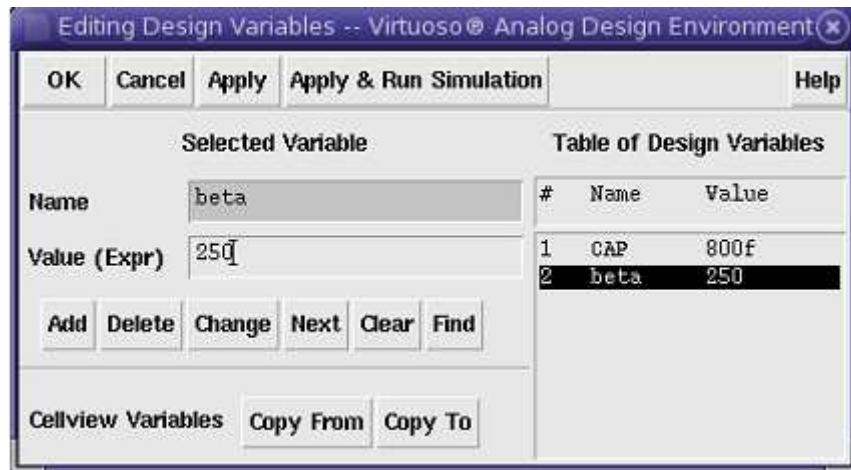 Editing Design Variables -- Virtuoso® Analog Design Environment
OK Cancel Apply Apply & Run Simulation Help
Selected Variable
Name beta
Value (Expr) 250
Add Delete Change Next Clear Find
Cellview Variables Copy From Copy To
Table of Design Variables
# Name Value
1 CAP 800f
2 beta 250